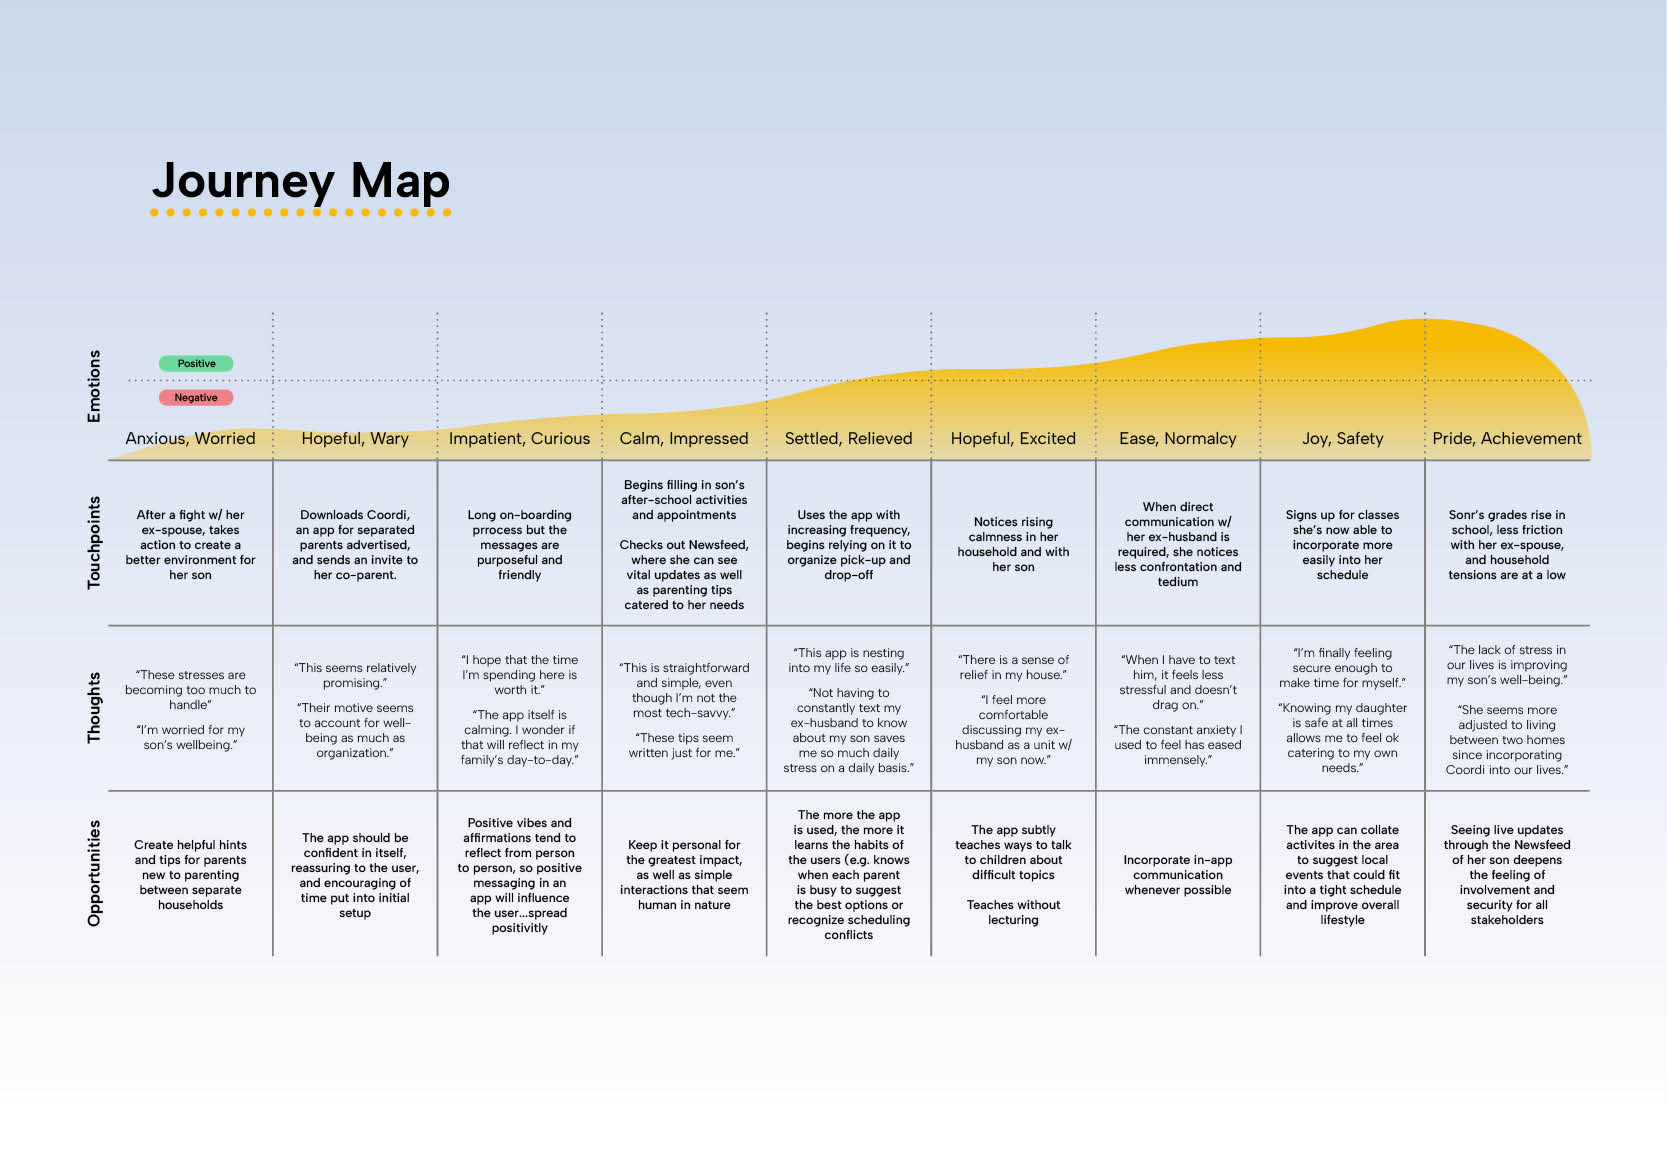 Journey Map
Emotions
Positive
Negative
Anxious, Worried
Hopeful, Wary
Impatient, Curious
Calm, Impressed
Settled, Relieved
Hopeful, Excited
Ease, Normalcy
Joy, Safety
Pride, Achievement
Touchpoints
After a fight w/ her
ex-spouse, takes
action to create a
better environment for
her son
Downloads Coordi,
an app for separated
parents advertised,
and sends an invite to
her co-parent.
Long on-boarding
prrocess but the
messages are
purposeful and
friendly
Begins filling in son's
after-school activities
and appointments
Checks out Newsfeed,
where she can see
vital updates as well
as parenting tips
catered to her needs
Uses the app with
increasing frequency,
begins relying on it to
organize pick-up and
drop-off
Notices rising
calmness in her
household and with
her son
When direct
communication w/
her ex-husband is
required, she notices
less confrontation and
tedium
Signs up for classes
she's now able to
incorporate more
easily into her
schedule
Sonr's grades rise in
school, less friction
with her ex-spouse,
and household
tensions are at a low
Thoughts
“These stresses are
becoming too much to
handle”
“I'm worried for my
son's wellbeing.”
“This seems relatively
promising.”
“Their motive seems
to account for well-
being as much as
organization.”
“I hope that the time
I'm spending here is
worth it.”
“The app itself is
calming. I wonder if
that will reflect in my
family's day-to-day.”
“This is straightforward
and simple, even
though I'm not the
most tech-savvy.”
“These tips seem
written just for me.”
“This app is nesting
into my life so easily.”
“Not having to
constantly text my
ex-husband to know
about my son saves
me so much daily
stress on a daily basis.”
“There is a sense of
relief in my house.”
“I feel more
comfortable
discussing my ex-
husband as a unit w/
my son now.”
“When I have to text
him, it feels less
stressful and doesn't
drag on.”
“The constant anxiety I
used to feel has eased
immensely.”
“I'm finally feeling
secure enough to
make time for myself.”
“Knowing my daughter
is safe at all times
allows me to feel ok
catering to my own
needs.”
“The lack of stress in
our lives is improving
my son's well-being.”
“She seems more
adjusted to living
between two homes
since incorporating
Coordi into our lives.”
Opportunities
Create helpful hints
and tips for parents
new to parenting
between separate
households
The app should be
confident in itself,
reassuring to the user,
and encouraging of
time put into initial
setup
Positive vibes and
affirmations tend to
reflect from person
to person, so positive
messaging in an
app will influence
the user...spread
positivitly
Keep it personal for
the greatest impact,
as well as simple
interactions that seem
human in nature
The more the app
is used, the more it
learns the habits of
the users (e.g. knows
when each parent
is busy to suggest
the best options or
recognize scheduling
conflicts
The app subtly
teaches ways to talk
to children about
difficult topics
Teaches without
lecturing
Incorporate in-app
communication
whenever possible
The app can collate
activites in the area
to suggest local
events that could fit
into a tight schedule
and improve overall
lifestyle
Seeing live updates
through the Newsfeed
of her son deepens
the feeling of
involvement and
security for all
stakeholders